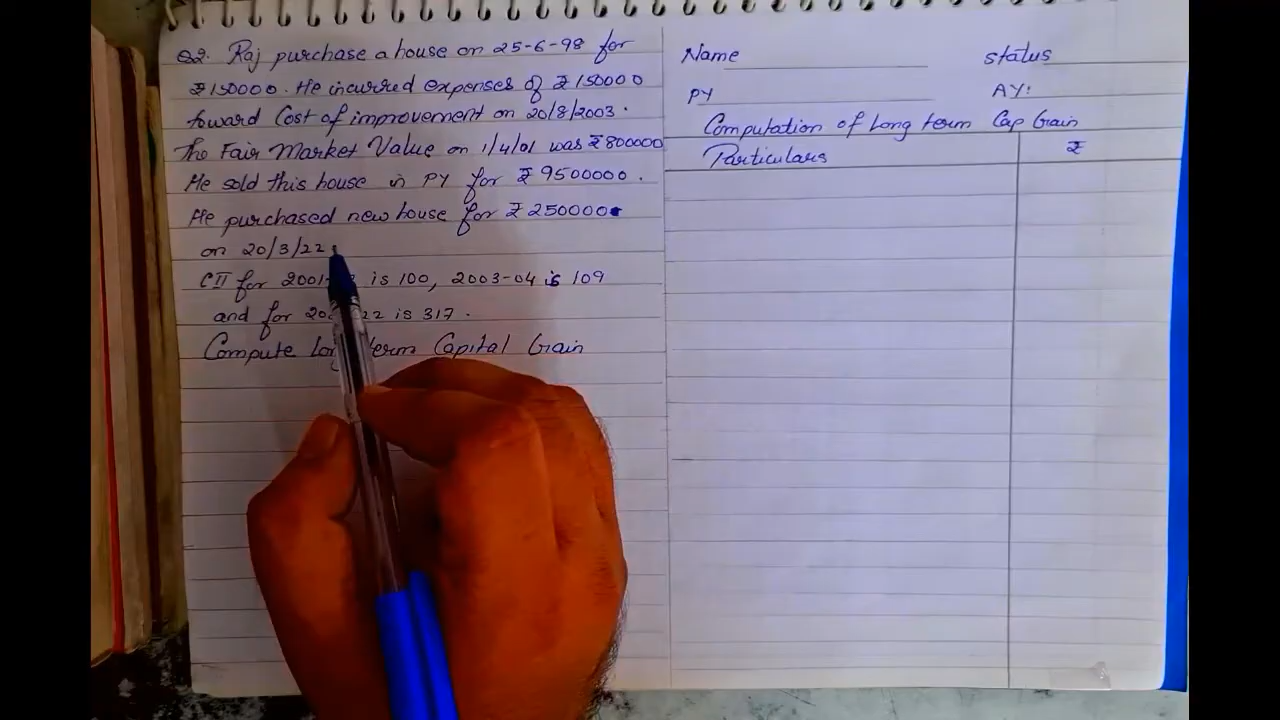 Q2. Raj purchase a house on 25-6-98 for
₹150000. He incurred expenses of ₹150000
toward Cost of improvement on 20/8/2003.
The Fair Market Value on 1/4/01 was ₹800000
He sold this house in PY for ₹9500000.
He purchased new house for ₹250000
on 20/3/22
CII for is 100, 2003-04 is 109
and for 22 is 317.
Compute term Capital Gain
Name status
PY AY:
Computation of Long term Cap Gain
Particulars ₹